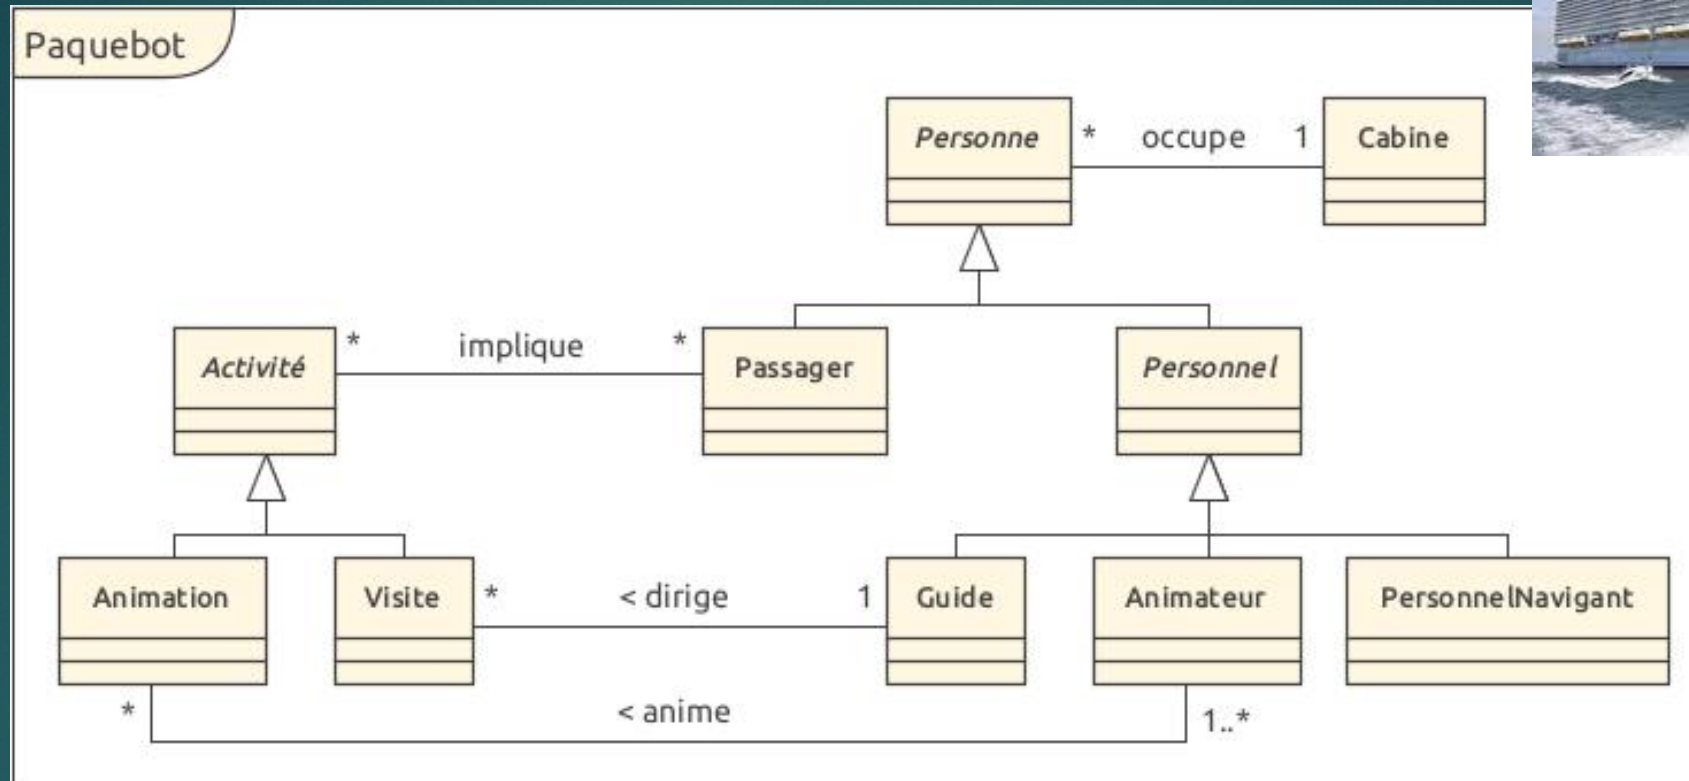 Paquebot
Personne * occupe 1 Cabine
Activité * implique * Passager Personnel
Animation Visite * < dirige 1 Guide Animateur PersonnelNavigant
* < anime 1..*